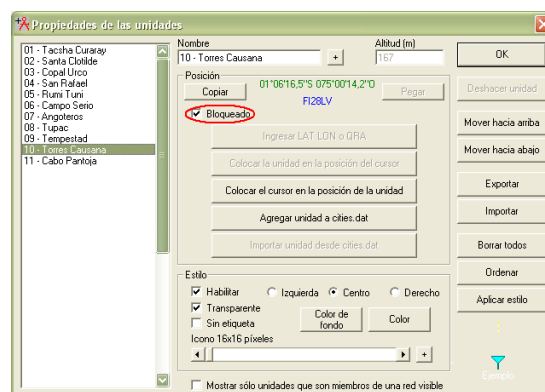 Propiedades de las unidades
01 - Tacsha Curaray
02 - Santa Clotilde
03 - Copal Urco
04 - San Rafael
05 - Rumi Tuni
06 - Campo Serio
07 - Angoteros
08 - Tupac
09 - Tempestad
10 - Torres Causana
11 - Cabo Pantoja
Nombre
Altitud (m)
10 - Torres Causana
+
167
Posición
Copiar
01°06'16,5"S 075°00'14,2"O
FI28LV
Pegar
Bloqueado
Ingresar LAT LON o QRA
Colocar la unidad en la posición del cursor
Colocar el cursor en la posición de la unidad
Agregar unidad a cities.dat
Importar unidad desde cities.dat
Estilo
Habilitar
Izquierda
Centro
Derecho
Transparente
Sin etiqueta
Color de
fondo
Color
Icono 16x16 píxeles
+
Mostrar sólo unidades que son miembros de una red visible
OK
Deshacer unidad
Mover hacia arriba
Mover hacia abajo
Exportar
Importar
Borrar todos
Ordenar
Aplicar estilo
Ejemplo